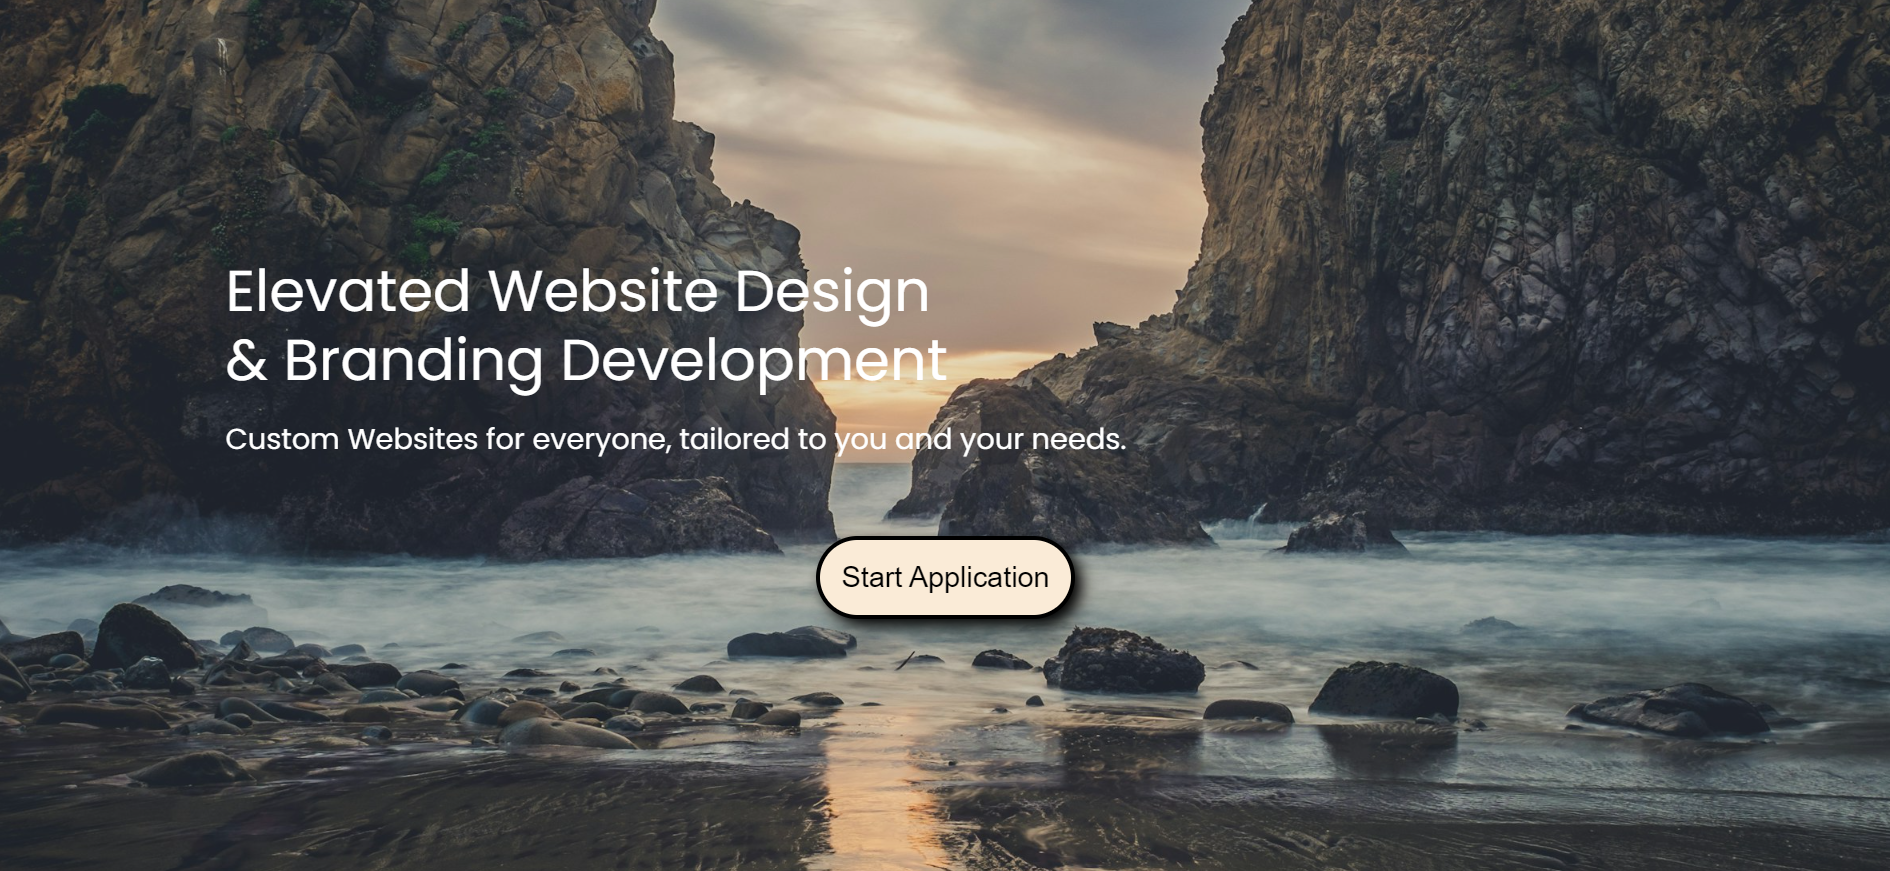 Elevated Website Design
& Branding Development
Custom Websites for everyone, tailored to you and your needs.
Start Application